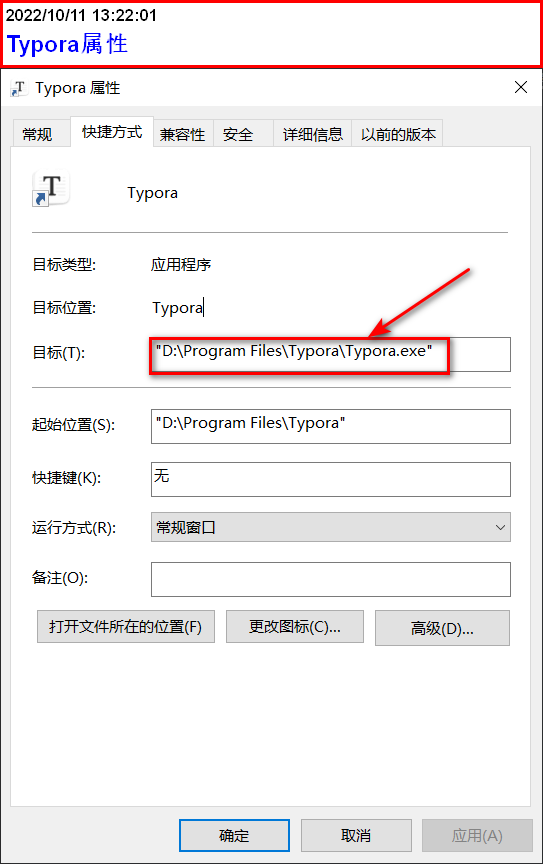 2022/10/11 13:22:01
Typora属性
Typora 属性
常规 快捷方式 兼容性 安全 详细信息 以前的版本
T
Typora
目标类型: 应用程序
目标位置: Typora
目标(T): "D:\Program Files\Typora\Typora.exe"
起始位置(S): "D:\Program Files\Typora"
快捷键(K): 无
运行方式(R): 常规窗口
备注(O):
打开文件所在的位置(F) 更改图标(C)... 高级(D)...
确定 取消 应用(A)